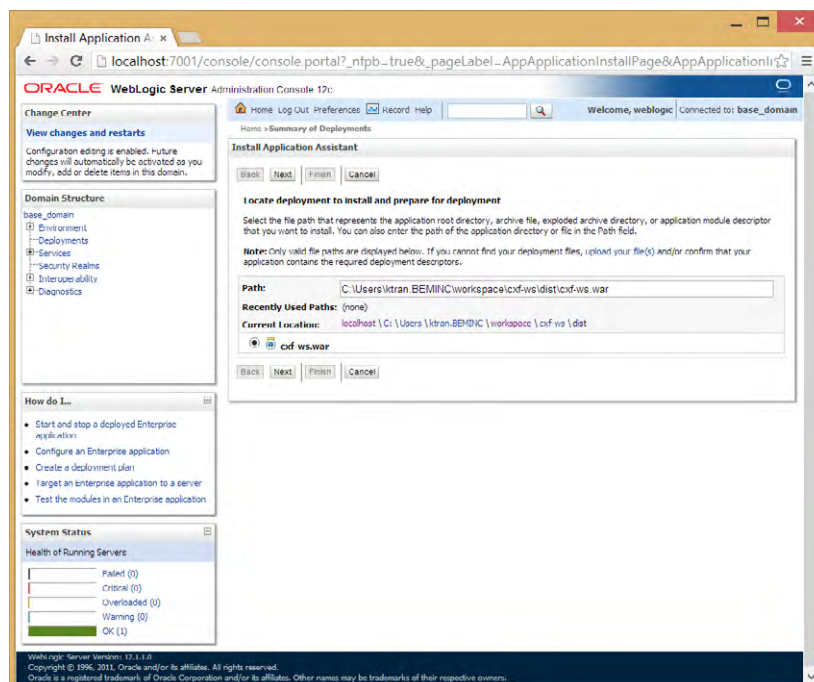 Install Application A
localhost:7001/console/console.portal?_nfpb=true&_pageLabel=AppApplicationInstallPage&AppApplicationI
ORACLE WebLogic Server Administration Console 12c
Change Center
View changes and restarts
Configuration editing is enabled. Future
changes will automatically be activated as you
modify, add or delete items in this domain.
Domain Structure
base_domain
Environment
Deployments
Services
Security Realms
Interoperability
Diagnostics
How do I...
Start and stop a deployed Enterprise
application
Configure an Enterprise application
Create a deployment plan
Target an Enterprise application to a server
Test the modules in an Enterprise application
System Status
Health of Running Servers
Failed (0)
Critical (0)
Overloaded (0)
Warning (0)
OK (1)
Home Log Out Preferences Record Help
Welcome, weblogic Connected to: base_domain
Home >Summary of Deployments
Install Application Assistant
Back Next Finish Cancel
Locate deployment to install and prepare for deployment
Select the file path that represents the application root directory, archive file, exploded archive directory, or application module descriptor
that you want to install. You can also enter the path of the application directory or file in the Path field.
Note: Only valid file paths are displayed below. If you cannot find your deployment files, upload your file(s) and/or confirm that your
application contains the required deployment descriptors.
Path: C:\Users\ktran.BEMINC\workspace\cxf-ws\dist\cxf-ws.war
Recently Used Paths: (none)
Current Location: localhost \ C: \ Users \ ktran.BEMINC \ workspace \ cxf-ws \ dist
cxf-ws.war
Back Next Finish Cancel
WebLogic Server Version: 12.1.1.0
Copyright © 1996, 2011, Oracle and/or its affiliates. All rights reserved.
Oracle is a registered trademark of Oracle Corporation and/or its affiliates. Other names may be trademarks of their respective owners.